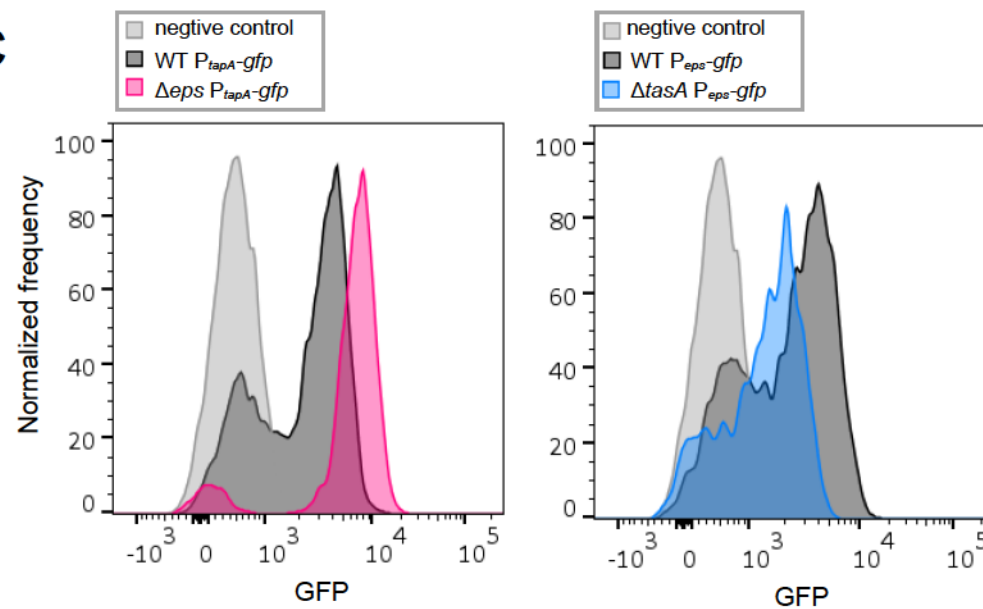 C
negtive control
WT PtapA-gfp
Δeps PtapA-gfp
negtive control
WT Peps-gfp
ΔtasA Peps-gfp
Normalized frequency
100
80
60
40
20
0
-10^3 0 10^3 10^4 10^5
GFP
100
80
60
40
20
0
-10^3 0 10^3 10^4 10^5
GFP